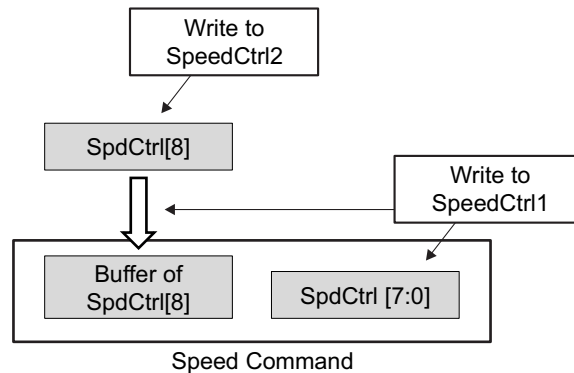 Write to
SpeedCtrl2
SpdCtrl[8]
Write to
SpeedCtrl1
Buffer of
SpdCtrl[8]
SpdCtrl [7:0]
Speed Command